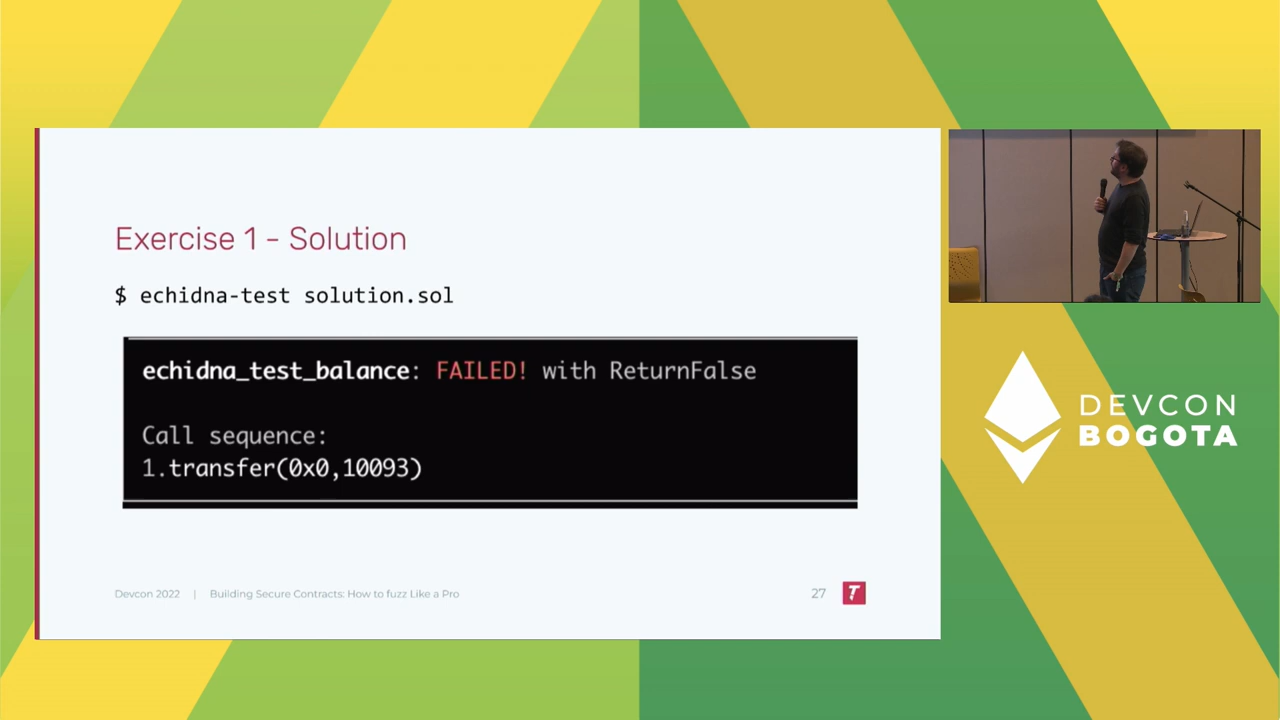 Exercise 1 - Solution
$ echidna-test solution.sol
echidna_test_balance: FAILED! with ReturnFalse
Call sequence:
1.transfer(0x0,10093)
Devcon 2022 | Building Secure Contracts: How to fuzz Like a Pro
27
DEVCON
BOGOTA